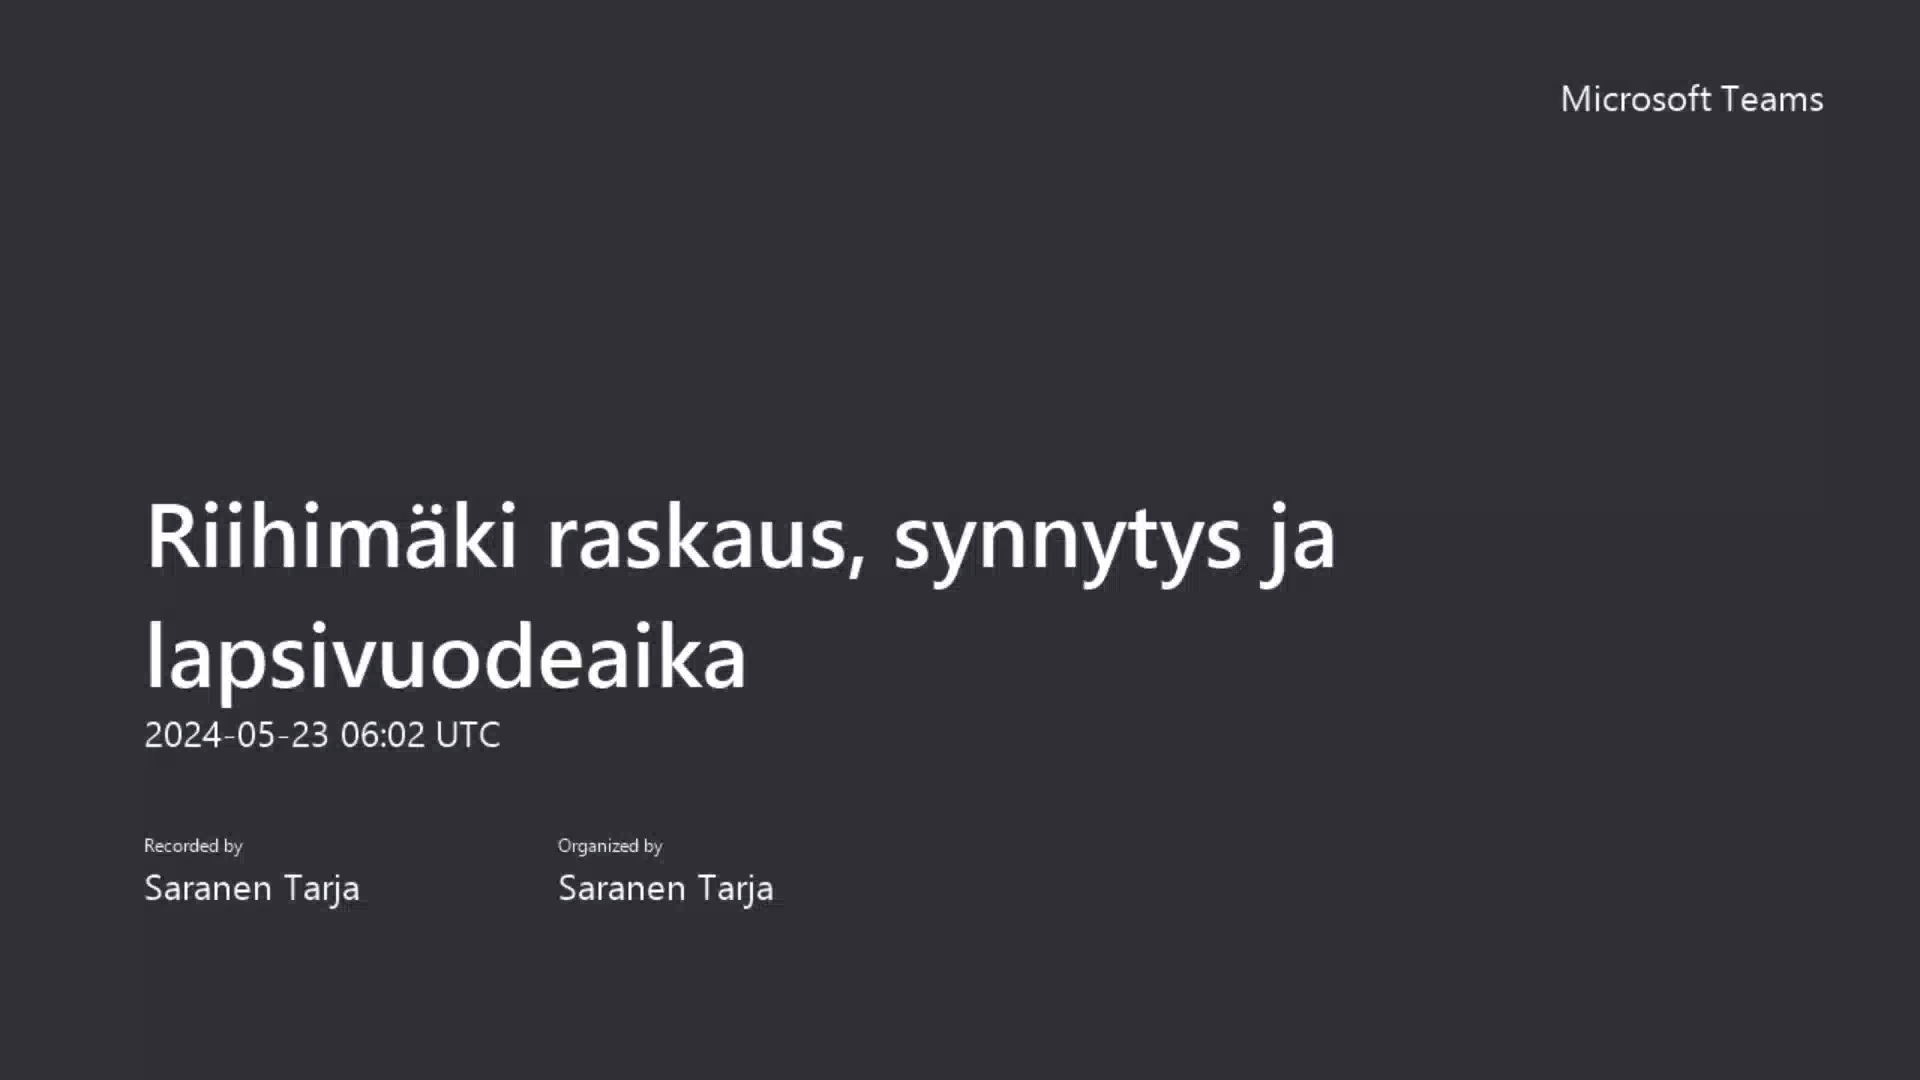 Microsoft Teams
Riihimäki raskaus, synnytys ja
lapsivuodeaika
2024-05-23 06:02 UTC
Recorded by
Saranen Tarja
Organized by
Saranen Tarja